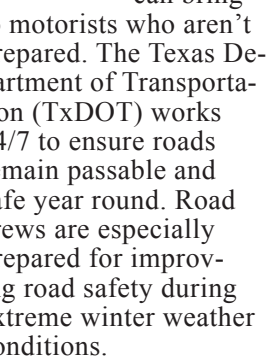 can bring
motorists who aren't
repared. The Texas De-
artment of Transporta-
on (TxDOT) works
4/7 to ensure roads
emain passable and
afe year round. Road
rews are especially
repared for improv-
g road safety during
xtreme winter weather
onditions.